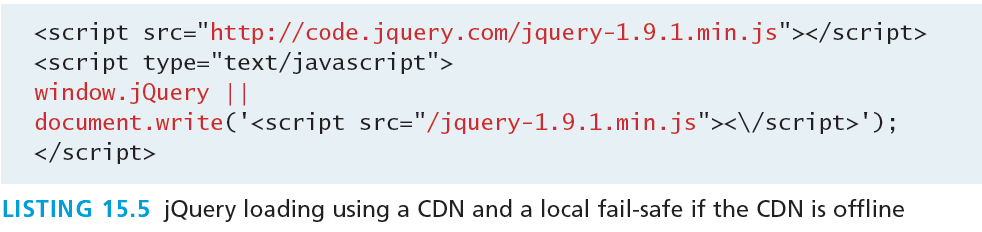 <script src="http://code.jquery.com/jquery-1.9.1.min.js"></script>
<script type="text/javascript">
window.jQuery ||
document.write('<script src="/jquery-1.9.1.min.js"><\/script>');
</script>
LISTING 15.5 jQuery loading using a CDN and a local fail-safe if the CDN is offline